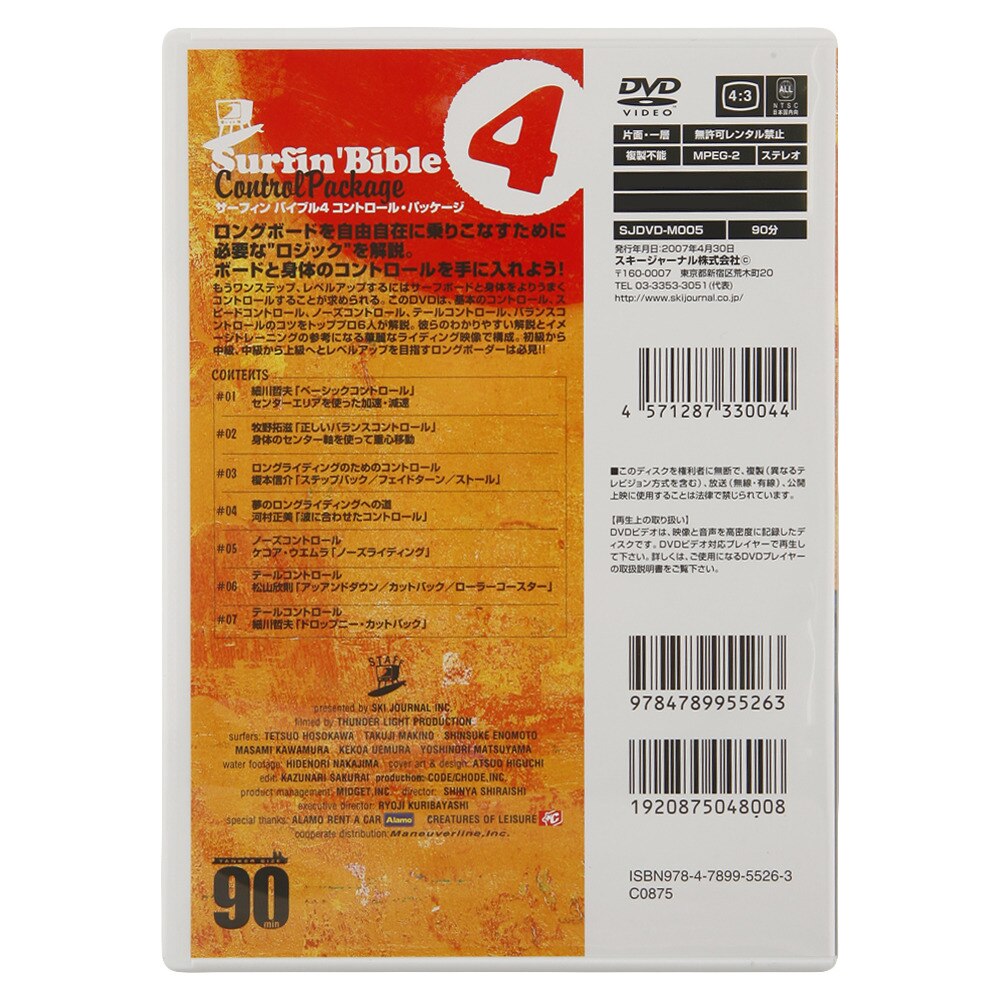 Surfin' Bible
4
Control Package
サーフィン バイブル4 コントロール・パッケージ
ロングボードを自由自在に乗りこなすために
必要な"ロジック"を解説。
ボードと身体のコントロールを手に入れよう!
もうワンステップ、レベルアップするにはサーフボードと身体をよりうまく
コントロールすることが求められる。このDVDは、基本のコントロール、ス
ピードコントロール、ノーズコントロール、テールコントロール、バランスコ
ントロールのコツをトッププロ6人が解説。彼らのわかりやすい解説とイメ
ージトレーニングの参考になる華麗なライディング映像で構成。初級から
中級、中級から上級へとレベルアップを目指すロングボーダーは必見!!
CONTENTS
#01 細川哲夫「ベーシックコントロール」
センターエリアを使った加速・減速
#02 牧野拓滋「正しいバランスコントロール」
身体のセンター軸を使って重心移動
#03 ロングライディングのためのコントロール
榎本信介「ステップバック/フェイドターン/ストール」
#04 夢のロングライディングへの道
河村正美「波に合わせたコントロール」
#05 ノーズコントロール
ケコア・ウエムラ「ノーズライディング」
#06 テールコントロール
松山欣則「アップアンドダウン/カットバック/ローラーコースター」
#07 テールコントロール
細川哲夫「ドロップニー・カットバック」
STAFF
presented by SKI JOURNAL INC.
filmed by THUNDER LIGHT PRODUCTIONS
surfers: TETSUO HOSOKAWA TAKUJI MAKINO SHINSUKE ENOMOTO
MASAMI KAWAMURA KEKOA UEMURA YOSHINORI MATSUYAMA
water footage: HIDENORI NAKAJIMA cover art & design: ATSUO HIGUCHI
edit: KAZUNARI SAKURAI production: CODE/CHODE,INC.
product management: MIDGET,INC. director: SHINYA SHIRAISHI
executive director: RYOJI KURIBAYASHI
special thanks: ALAMO RENT A CAR Alamo CREATURES OF LEISURE
cooperate distribution: Maneuverline,Inc.
90min
DVD
VIDEO
4:3
ALL
NTSC
日本国内向
片面・一層 無許可レンタル禁止
複製不能 MPEG-2 ステレオ
SJDVD-M005 90分
発行年月日:2007年4月30日
スキージャーナル株式会社©
〒160-0007 東京都新宿区荒木町20
TEL 03-3353-3051(代表)
http://www.skijournal.co.jp/
4 571287 330044
■このディスクを権利者に無断で、複製(異なるテ
レビジョン方式を含む)、放送(無線・有線)、公開
上映に使用することは法律で禁じられています。
【再生上の取り扱い】
DVDビデオは、映像と音声を高密度に記録したデ
ィスクです。DVDビデオ対応プレイヤーで再生し
て下さい。詳しくは、ご使用になるDVDプレイヤー
の取扱説明書をご覧下さい。
9784789955263
1920875048008
ISBN978-4-7899-5526-3
C0875